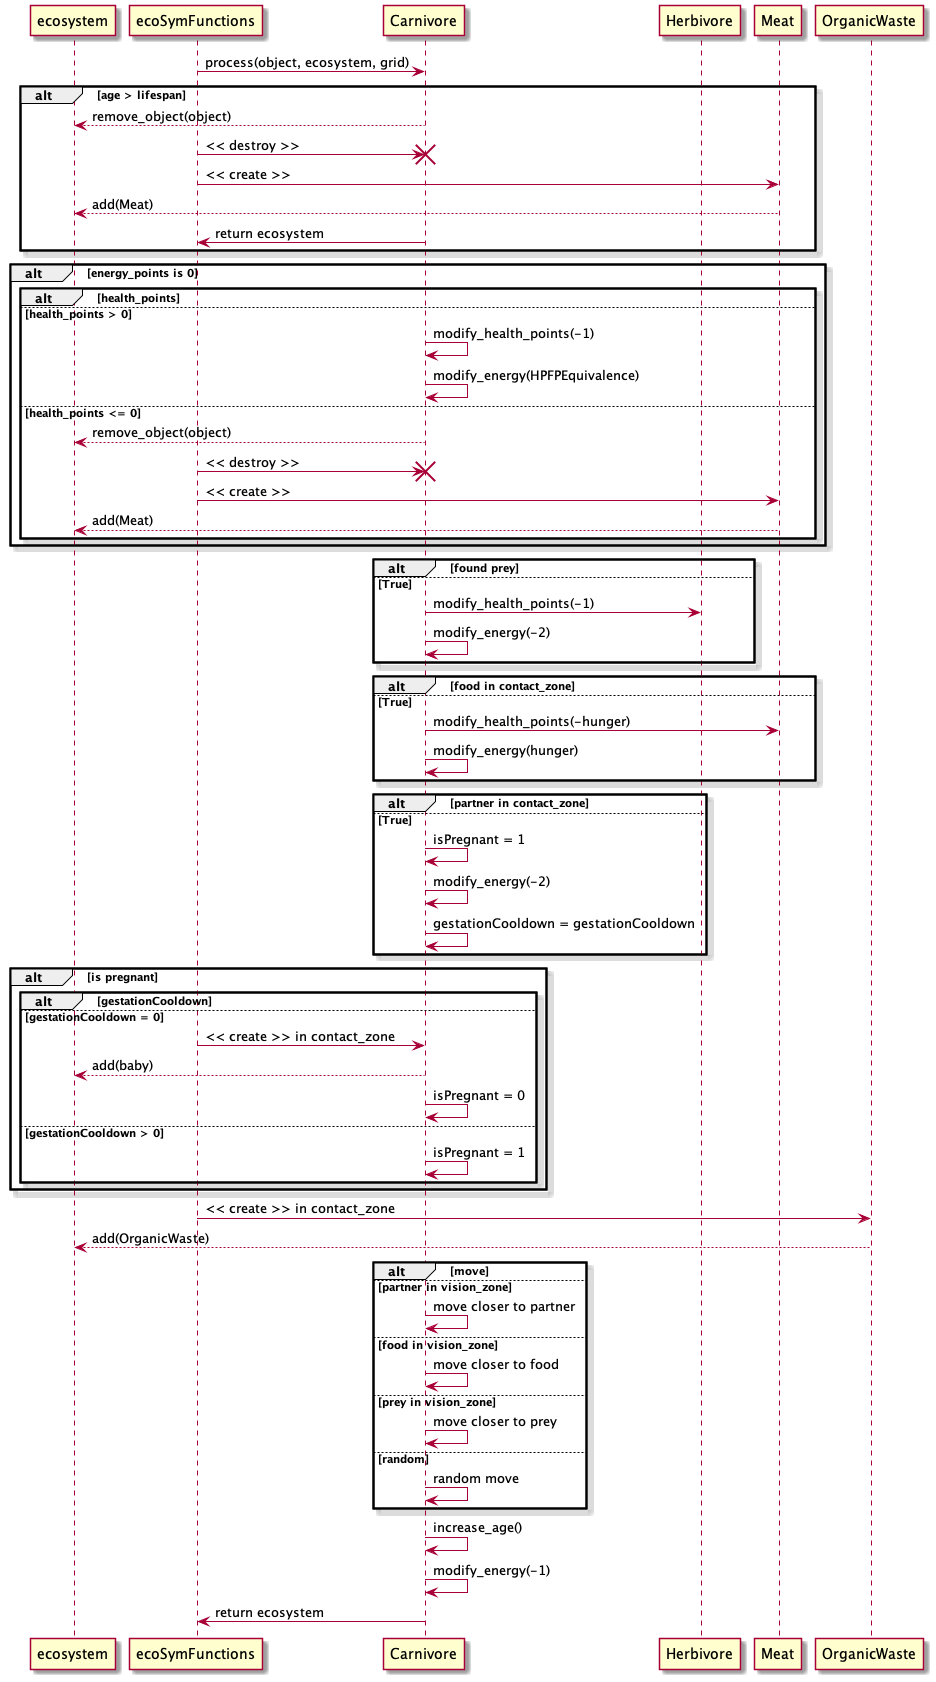 ecosystem ecoSymFunctions Carnivore Herbivore Meat OrganicWaste
process(object, ecosystem, grid)
alt [age > lifespan]
remove_object(object)
<< destroy >>
<< create >>
add(Meat)
return ecosystem
alt [energy_points is 0]
alt [health_points]
[health_points > 0]
modify_health_points(-1)
modify_energy(HPFPEquivalence)
[health_points <= 0]
remove_object(object)
<< destroy >>
<< create >>
add(Meat)
alt [found prey]
[True]
modify_health_points(-1)
modify_energy(-2)
alt [food in contact_zone]
[True]
modify_health_points(-hunger)
modify_energy(hunger)
alt [partner in contact_zone]
[True]
isPregnant = 1
modify_energy(-2)
gestationCooldown = gestationCooldown
alt [is pregnant]
alt [gestationCooldown]
[gestationCooldown = 0]
<< create >> in contact_zone
add(baby)
isPregnant = 0
[gestationCooldown > 0]
isPregnant = 1
<< create >> in contact_zone
add(OrganicWaste)
alt [move]
[partner in vision_zone]
move closer to partner
[food in vision_zone]
move closer to food
[prey in vision_zone]
move closer to prey
[random]
random move
increase_age()
modify_energy(-1)
return ecosystem
ecosystem ecoSymFunctions Carnivore Herbivore Meat OrganicWaste